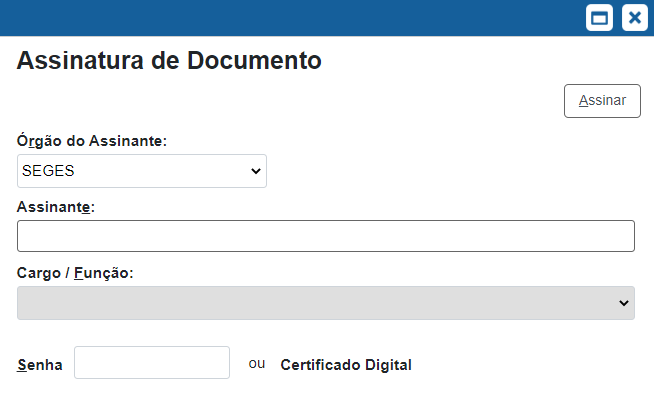 Assinatura de Documento
Assinar
Órgão do Assinante:
SEGES
Assinante:
Cargo / Função:
Senha ou Certificado Digital